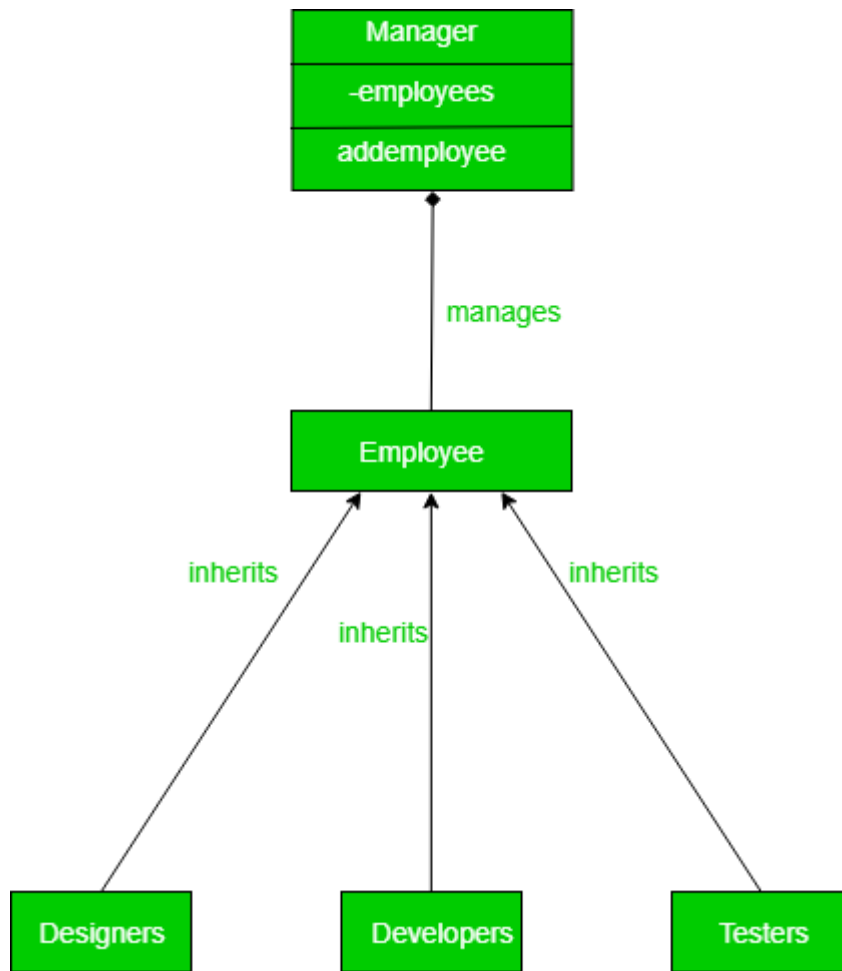 Manager
-employees
addemployee
manages
Employee
inherits
inherits
inherits
Designers
Developers
Testers